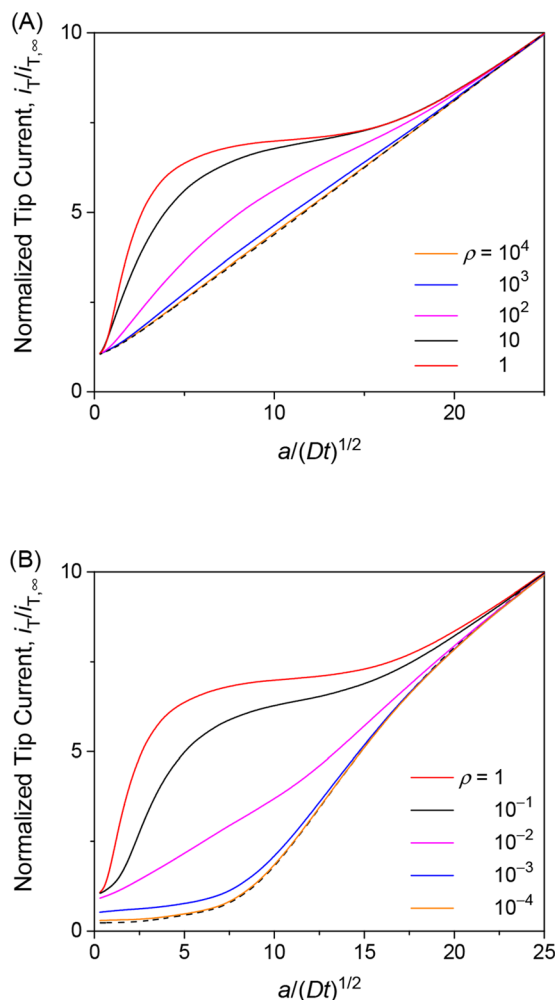 (A)
10
5
0
0 5 10 15 20
Normalized Tip Current, i_T/i_T,∞
a/(Dt)^1/2
ρ = 10^4
10^3
10^2
10
1
(B)
10
5
0
0 5 10 15 20 25
Normalized Tip Current, i_T/i_T,∞
a/(Dt)^1/2
ρ = 1
10^−1
10^−2
10^−3
10^−4